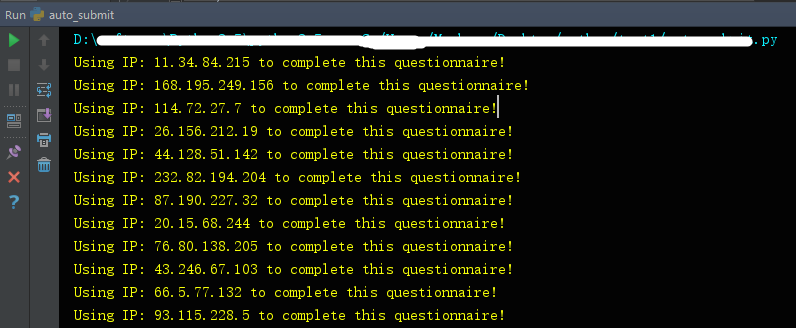 Run auto_submit
D:\ .py
Using IP: 11.34.84.215 to complete this questionnaire!
Using IP: 168.195.249.156 to complete this questionnaire!
Using IP: 114.72.27.7 to complete this questionnaire!
Using IP: 26.156.212.19 to complete this questionnaire!
Using IP: 44.128.51.142 to complete this questionnaire!
Using IP: 232.82.194.204 to complete this questionnaire!
Using IP: 87.190.227.32 to complete this questionnaire!
Using IP: 20.15.68.244 to complete this questionnaire!
Using IP: 76.80.138.205 to complete this questionnaire!
Using IP: 43.246.67.103 to complete this questionnaire!
Using IP: 66.5.77.132 to complete this questionnaire!
Using IP: 93.115.228.5 to complete this questionnaire!